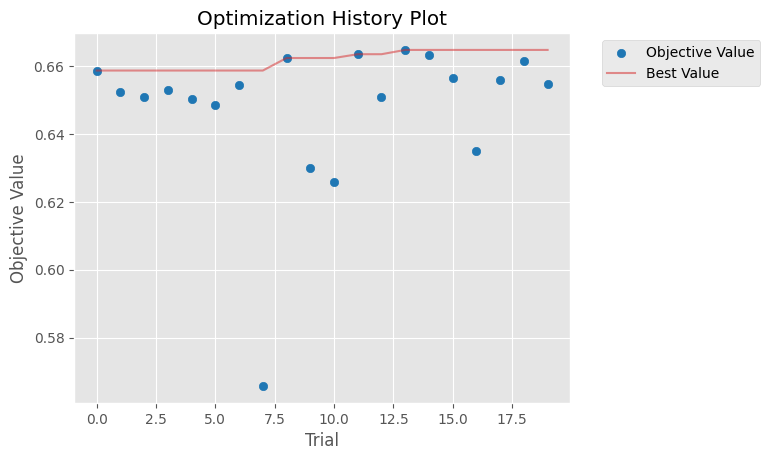 Optimization History Plot
Objective Value
Best Value
0.66
0.64
0.62
0.60
0.58
Objective Value
0.0 2.5 5.0 7.5 10.0 12.5 15.0 17.5
Trial